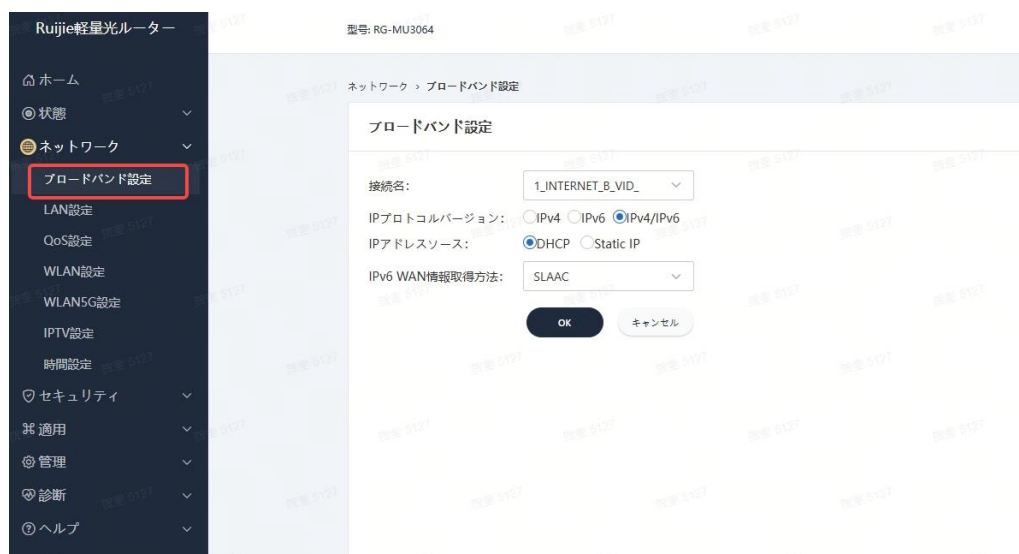 Ruijie軽量光ルーター
型号: RG-MU3064
ホーム
状態
ネットワーク
ブロードバンド設定
LAN設定
QoS設定
WLAN設定
WLAN5G設定
IPTV設定
時間設定
セキュリティ
適用
管理
診断
ヘルプ
ネットワーク > ブロードバンド設定
ブロードバンド設定
接続名: 1_INTERNET_B_VID_
IPプロトコルバージョン: IPv4 IPv6 IPv4/IPv6
IPアドレスソース: DHCP Static IP
IPv6 WAN情報取得方法: SLAAC
OK キャンセル